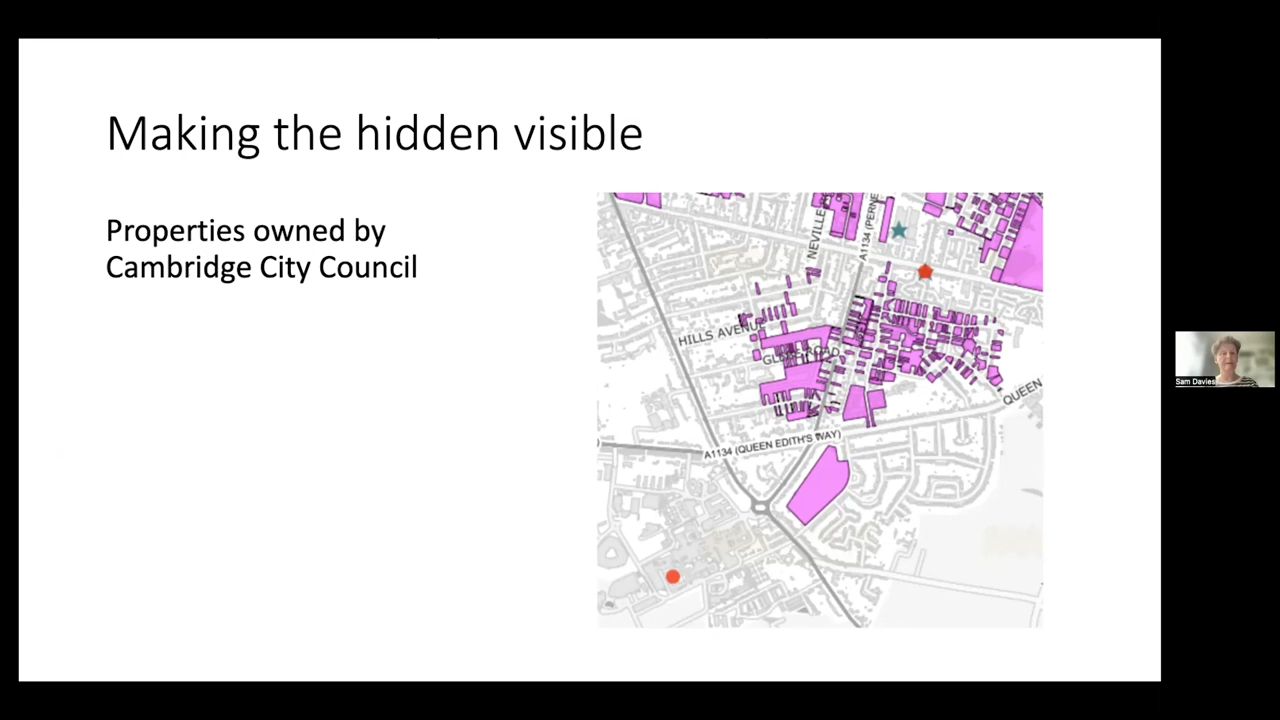 Making the hidden visible
Properties owned by
Cambridge City Council
NEVILLE
A1134 (PERNE
HILLS AVENUE
ROAD
QUEEN
A1134 (QUEEN EDITH'S WAY)
Sam Davies